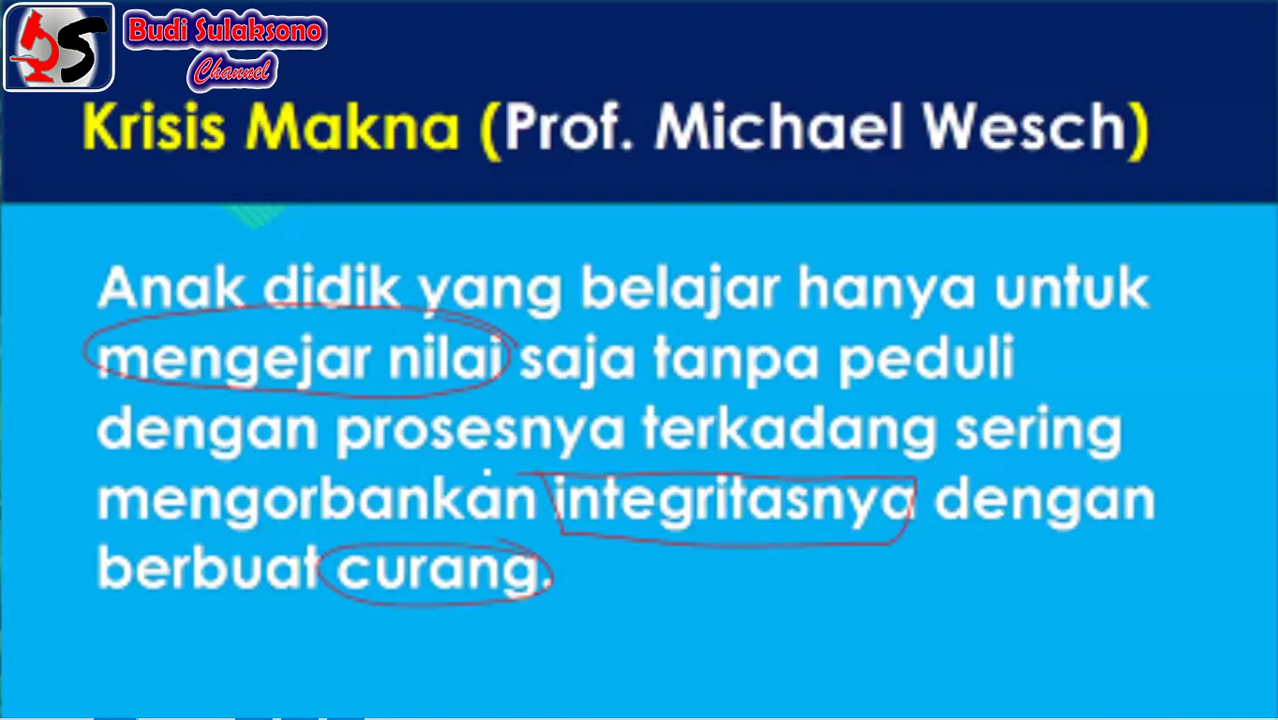 Budi Sulaksono
Channel
Krisis Makna (Prof. Michael Wesch)
Anak didik yang belajar hanya untuk
mengejar nilai saja tanpa peduli
dengan prosesnya terkadang sering
mengorbankan integritasnya dengan
berbuat curang.